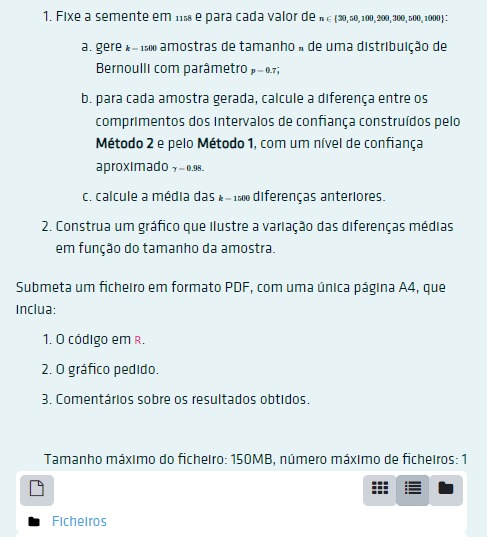 1. Fixe a semente em 1158 e para cada valor de n ∈ {30, 50, 100, 200, 300, 500, 1000}:
a. gere k = 1500 amostras de tamanho n de uma distribuição de
Bernoulli com parâmetro p = 0.7;
b. para cada amostra gerada, calcule a diferença entre os
comprimentos dos intervalos de confiança construídos pelo
Método 2 e pelo Método 1, com um nível de confiança
aproximado γ = 0.98.
c. calcule a média das k = 1500 diferenças anteriores.
2. Construa um gráfico que ilustre a variação das diferenças médias
em função do tamanho da amostra.
Submeta um ficheiro em formato PDF, com uma única página A4, que
inclua:
1. O código em R.
2. O gráfico pedido.
3. Comentários sobre os resultados obtidos.
Tamanho máximo do ficheiro: 150MB, número máximo de ficheiros: 1
Ficheiros